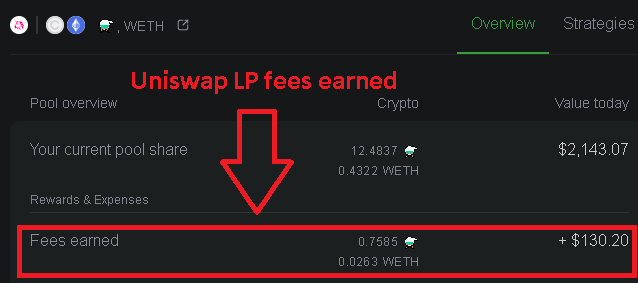 , WETH
Overview Strategies
Uniswap LP fees earned
Pool overview Crypto Value today
Your current pool share 12.4837 $2,143.07
0.4322 WETH
Rewards & Expenses
Fees earned 0.7585 + $130.20
0.0263 WETH